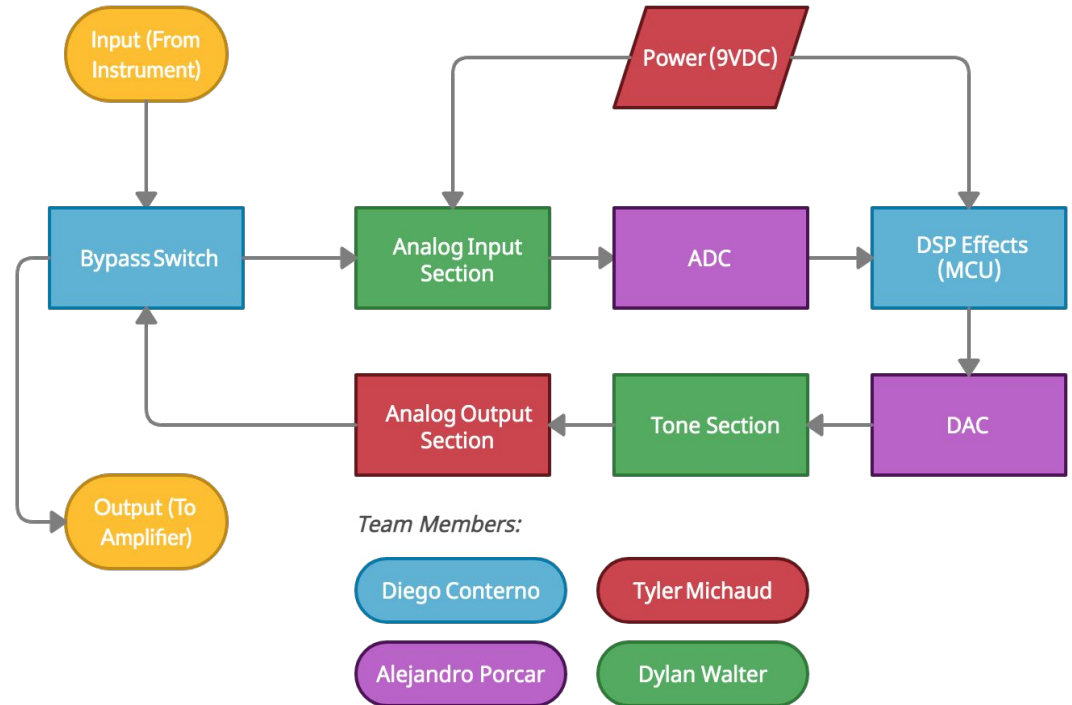 Input (From
Instrument)
Power (9VDC)
Bypass Switch
Analog Input
Section
ADC
DSP Effects
(MCU)
Analog Output
Section
Tone Section
DAC
Output (To
Amplifier)
Team Members:
Diego Conterno
Tyler Michaud
Alejandro Porcar
Dylan Walter